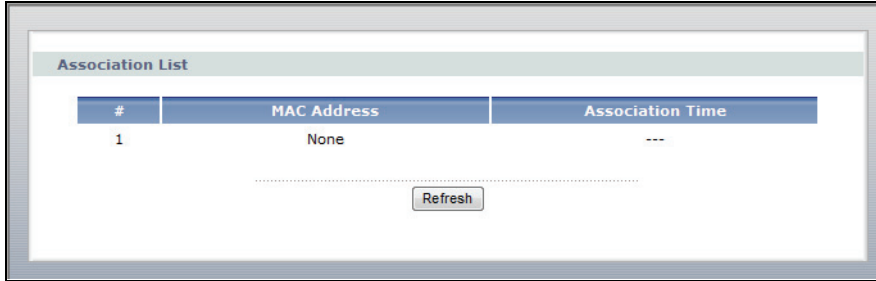 Association List
# MAC Address Association Time
1 None ---
Refresh